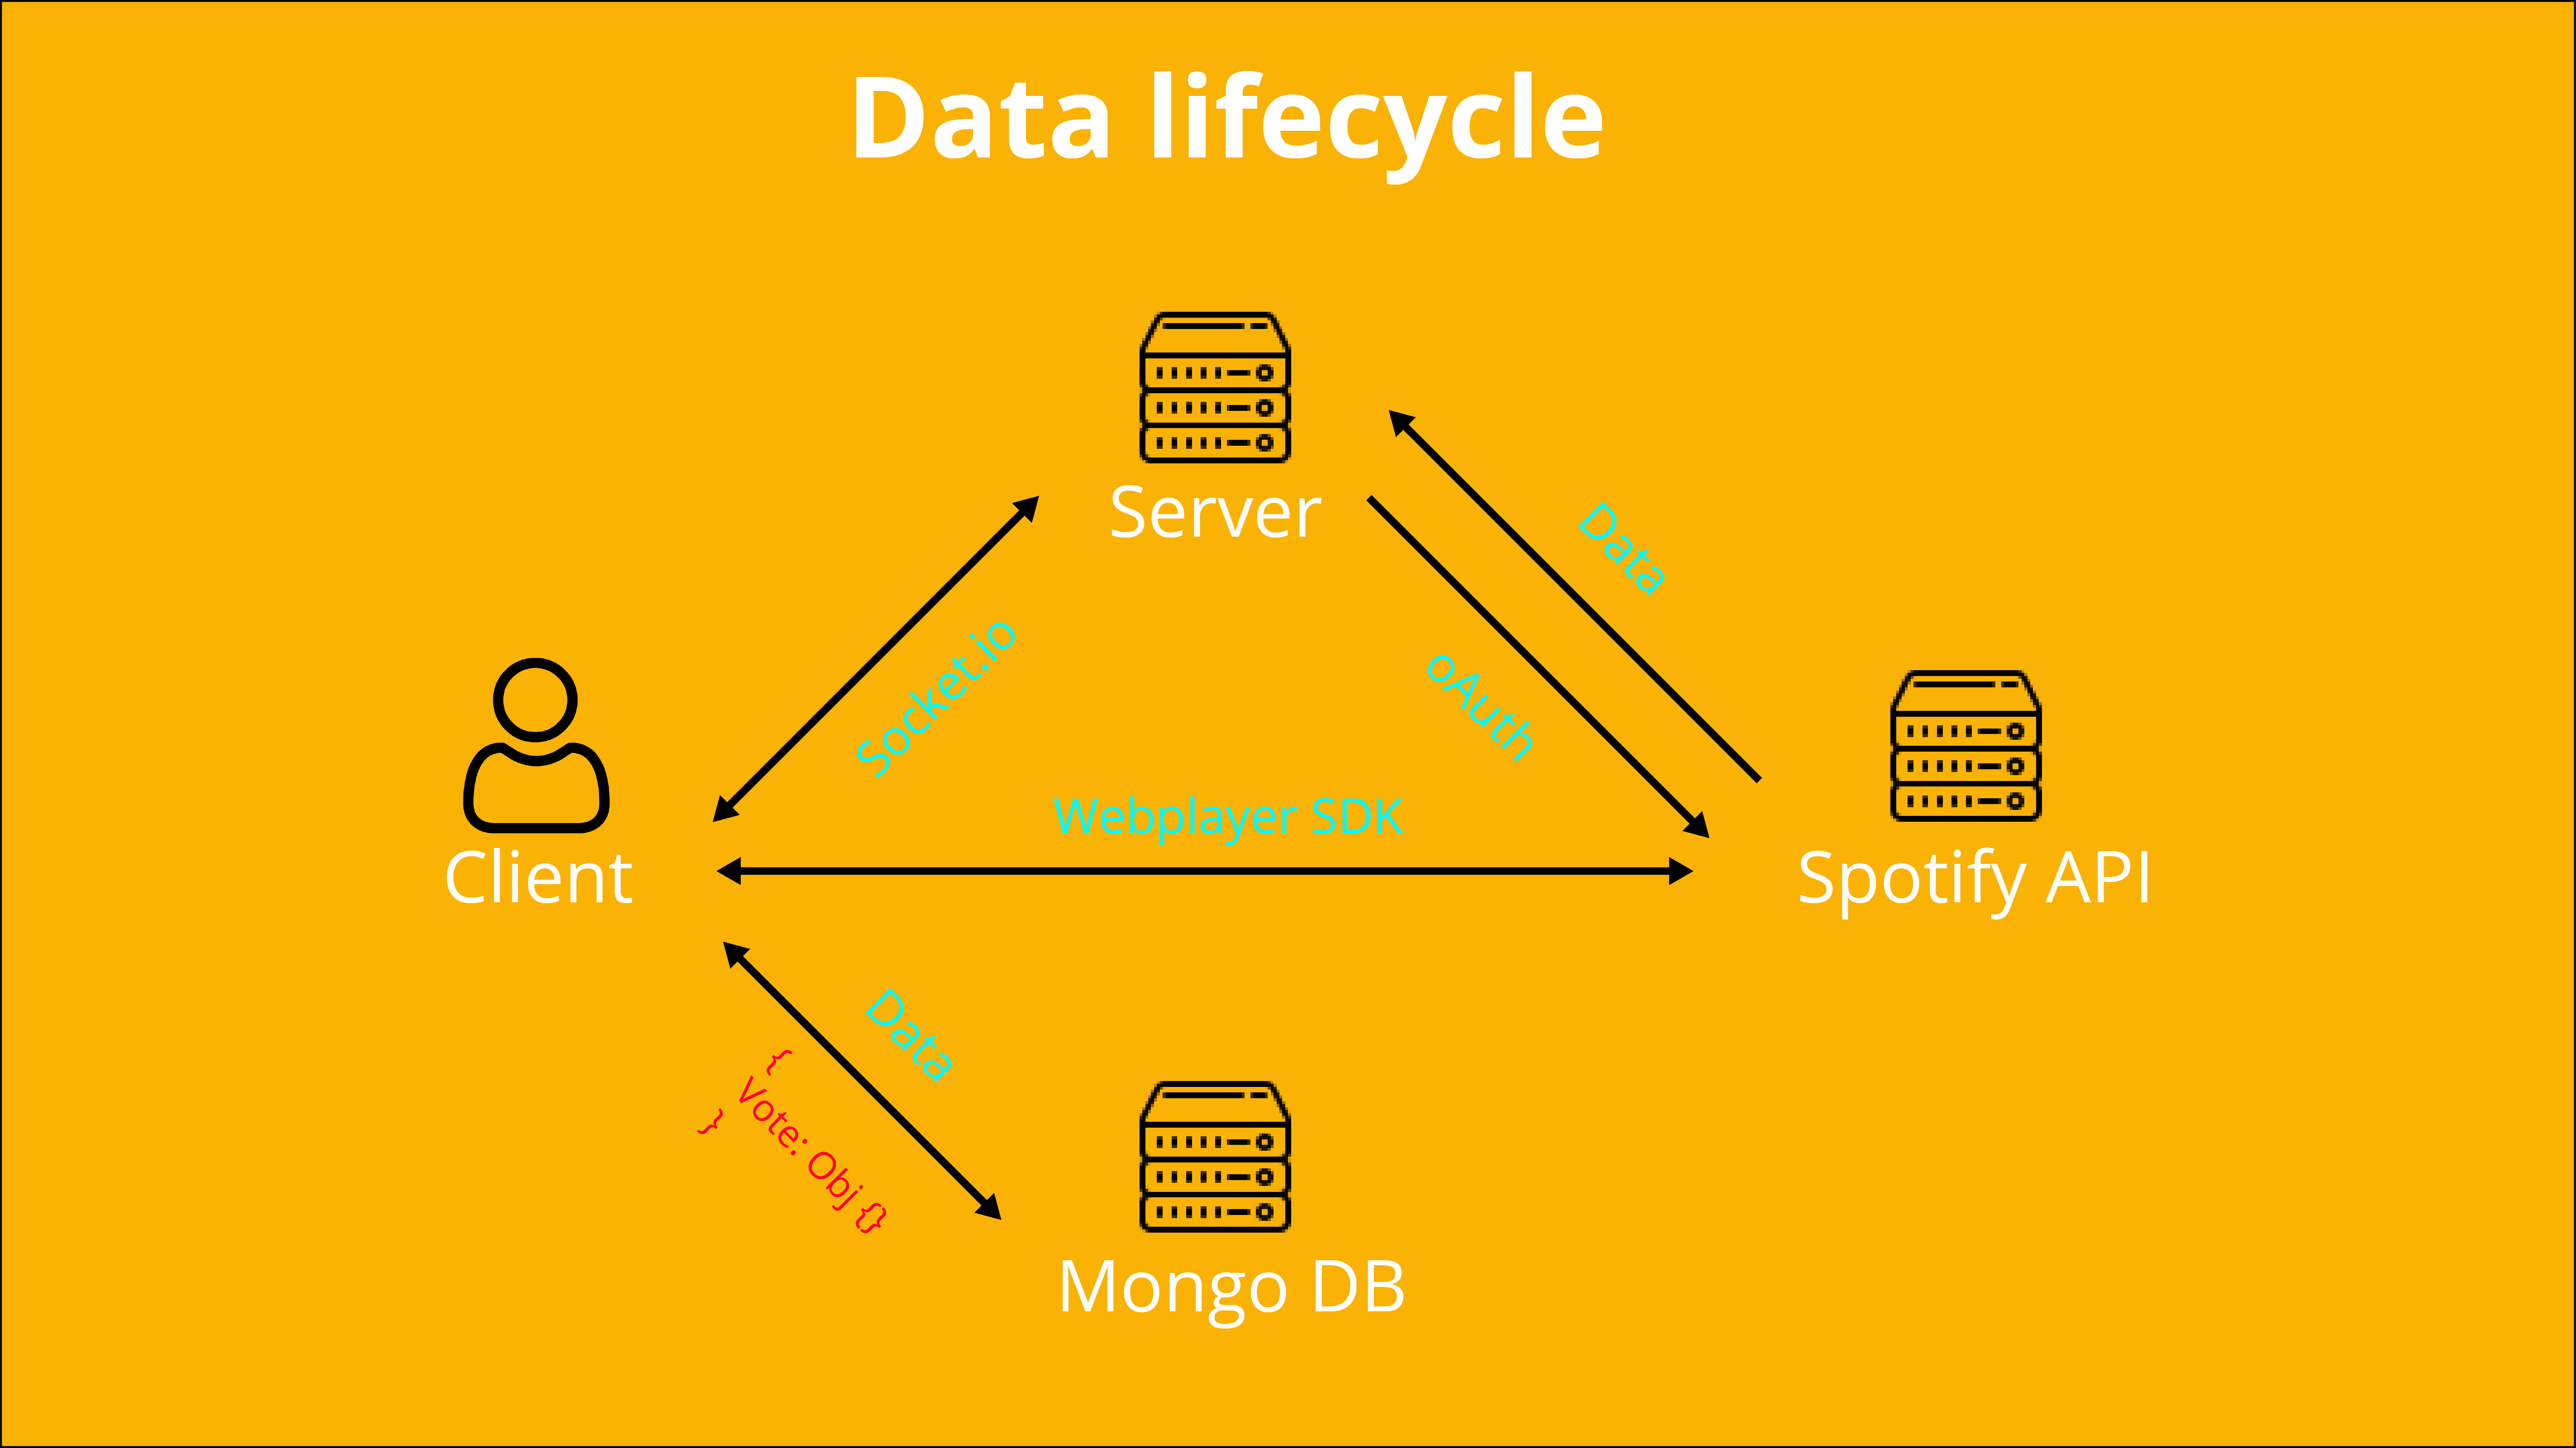 Data lifecycle
Server
Data
Socket.io
oAuth
Webplayer SDK
Client
Spotify API
Data
{
Vote: Obj {}
}
Mongo DB